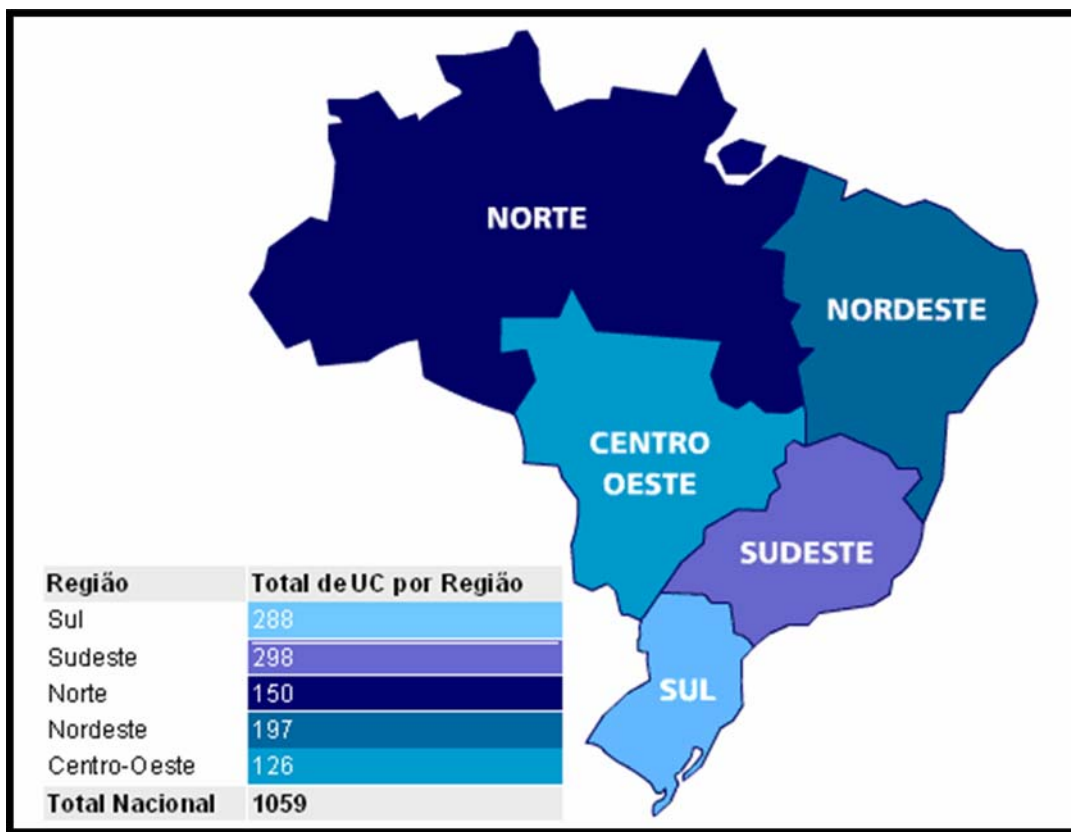 NORTE
NORDESTE
CENTRO
OESTE
SUDESTE
SUL
Região Total de UC por Região
Sul 288
Sudeste 298
Norte 150
Nordeste 197
Centro-Oeste 126
Total Nacional 1059